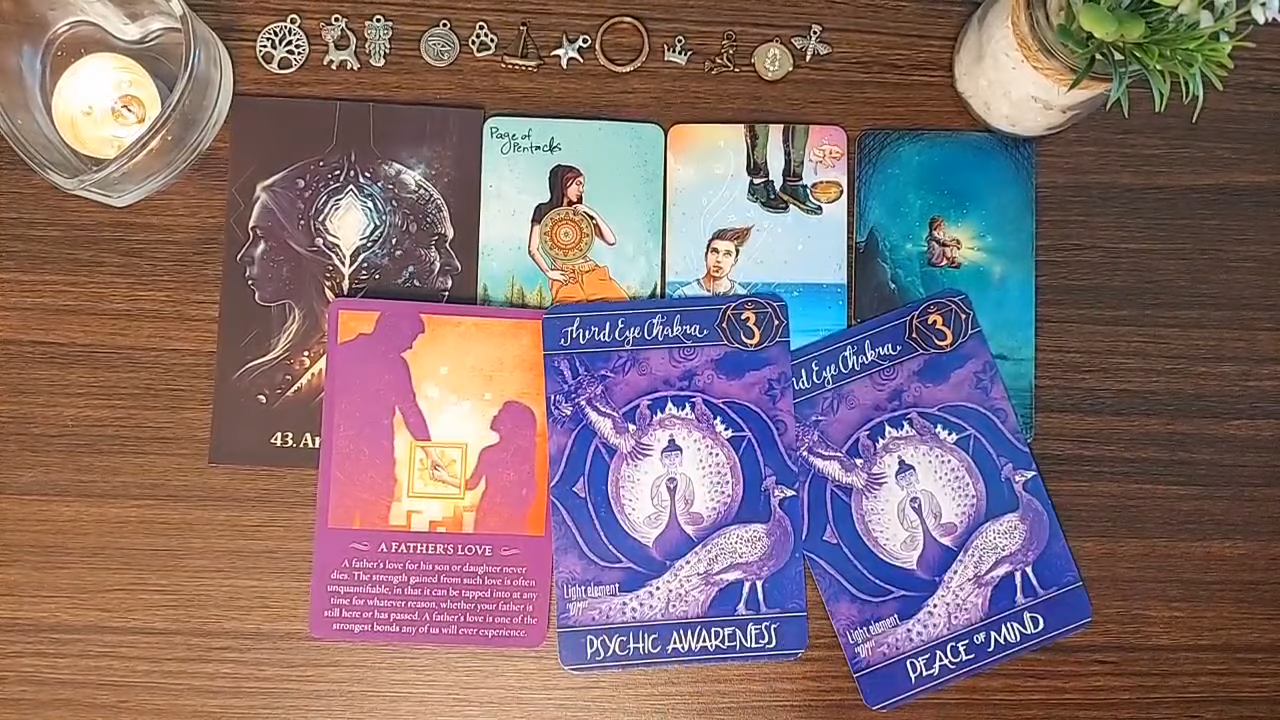 Page of
Pentacles
43. A
A FATHER'S LOVE
A father's love for his son or daughter never
dies. The strength gained from such love is often
unquantifiable, in that it can be tapped into at any
time for whatever reason, whether your father is
still here or has passed. A father's love is one of the
strongest bonds any of us will ever experience.
Third Eye Chakra
ॐ
Light element
"OM"
PSYCHIC AWARENESS
rd Eye Chakra
ॐ
Light element
"OM"
PEACE OF MIND